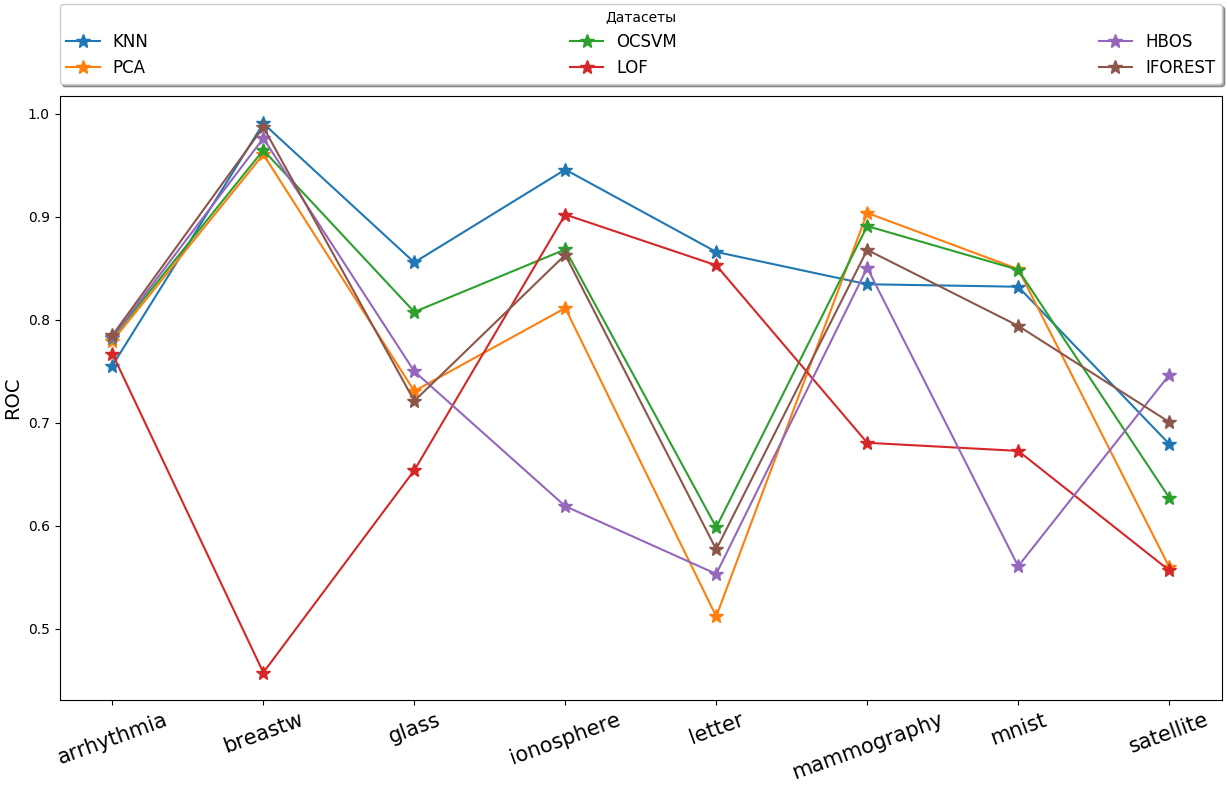 Датасеты
KNN OCSVM HBOS
PCA LOF IFOREST
1.0
0.9
0.8
0.7
0.6
0.5
ROC
arrhythmia breastw glass ionosphere letter mammography mnist satellite